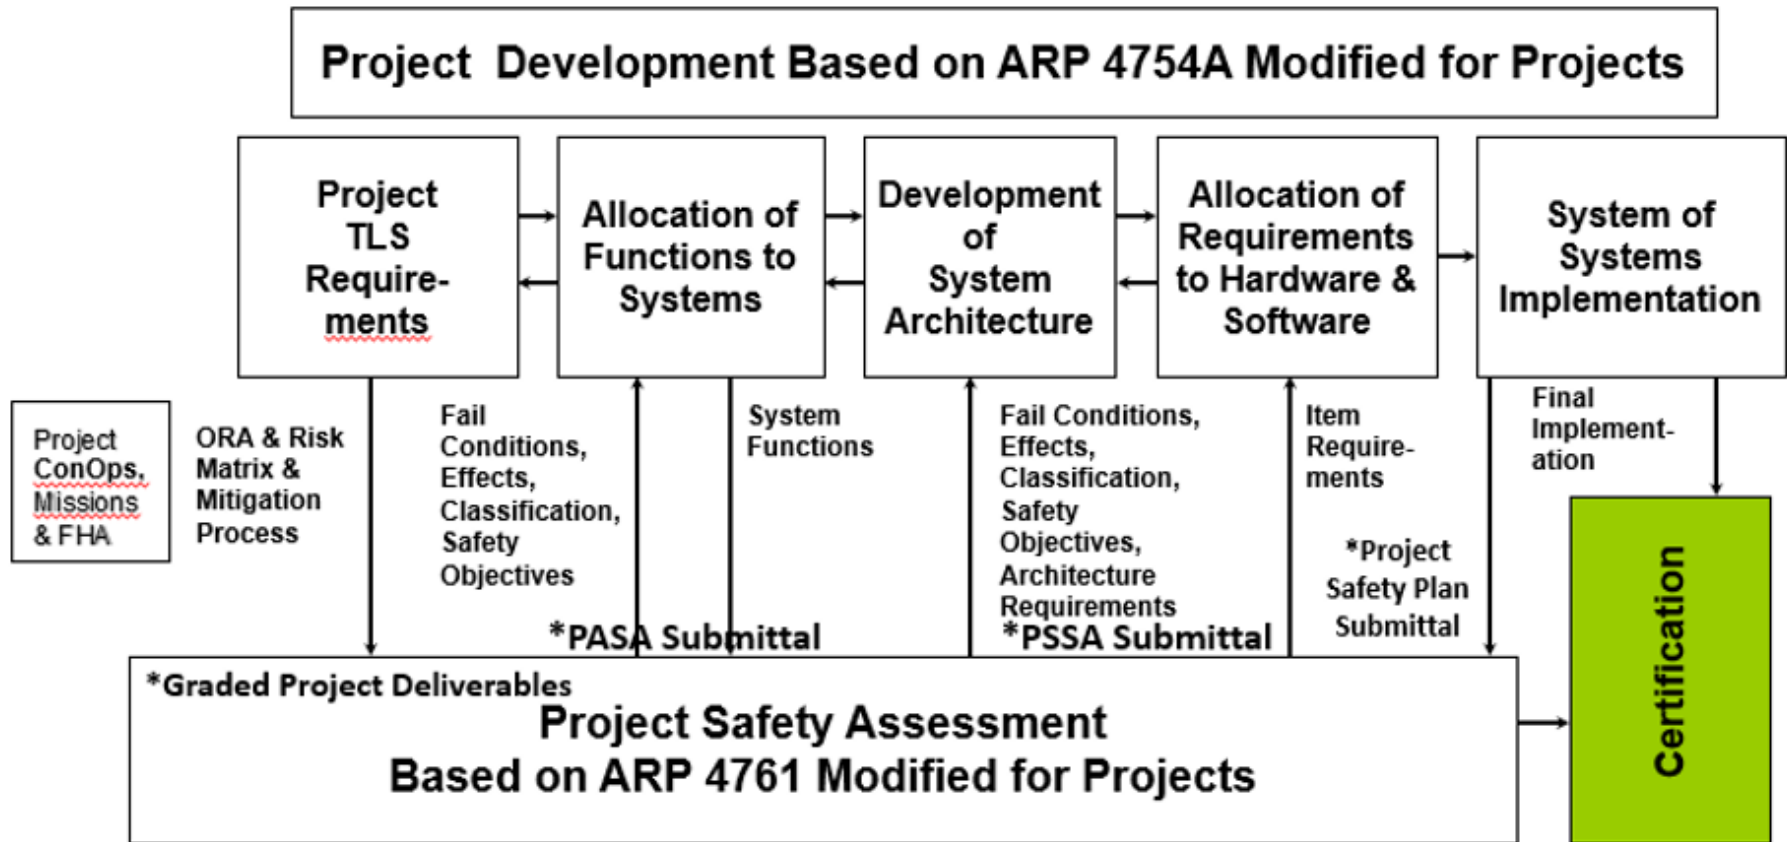 Project Development Based on ARP 4754A Modified for Projects
Project
TLS
Require-
ments
Allocation of
Functions to
Systems
Development
of
System
Architecture
Allocation of
Requirements
to Hardware &
Software
System of
Systems
Implementation
Project
ConOps,
Missions
& FHA
ORA & Risk
Matrix &
Mitigation
Process
Fail
Conditions,
Effects,
Classification,
Safety
Objectives
System
Functions
Fail Conditions,
Effects,
Classification,
Safety
Objectives,
Architecture
Requirements
Item
Require-
ments
Final
Implement-
ation
*PASA Submittal
*PSSA Submittal
*Project
Safety Plan
Submittal
*Graded Project Deliverables
Project Safety Assessment
Based on ARP 4761 Modified for Projects
Certification